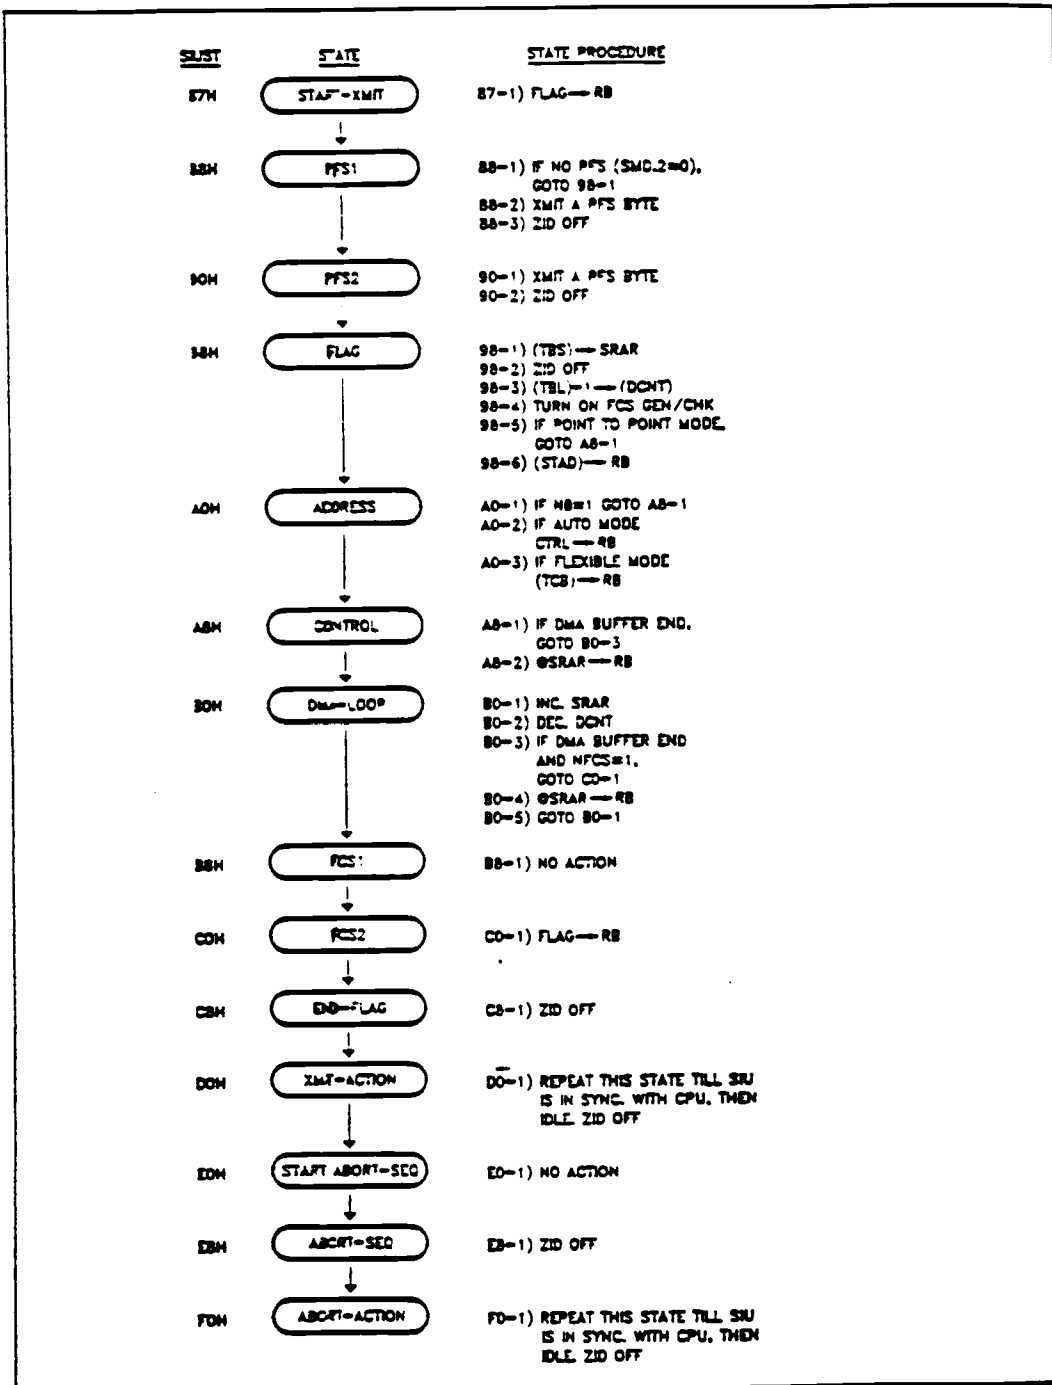 SIUST STATE STATE PROCEDURE
87H START-XMIT 87-1) FLAG→RB
88H PFS1 88-1) IF NO PFS (SMD.2=0),
GOTO 98-1
88-2) XMIT A PFS BYTE
88-3) ZID OFF
90H PFS2 90-1) XMIT A PFS BYTE
90-2) ZID OFF
98H FLAG 98-1) (TBS)→SRAR
98-2) ZID OFF
98-3) (TBL)-1→(DCNT)
98-4) TURN ON FCS GEN/CHK
98-5) IF POINT TO POINT MODE,
GOTO A8-1
98-6) (STAD)→RB
A0H ADDRESS A0-1) IF NB=1 GOTO A8-1
A0-2) IF AUTO MODE
CTRL→RB
A0-3) IF FLEXIBLE MODE
(TCB)→RB
A8H CONTROL A8-1) IF DMA BUFFER END,
GOTO B0-3
A8-2) @SRAR→RB
B0H DMA-LOOP B0-1) INC. SRAR
B0-2) DEC. DCNT
B0-3) IF DMA BUFFER END
AND NFCS=1,
GOTO C0-1
B0-4) @SRAR→RB
B0-5) GOTO B0-1
B8H FCS1 B8-1) NO ACTION
C0H FCS2 C0-1) FLAG→RB
C8H END-FLAG C8-1) ZID OFF
D0H XMT-ACTION D0-1) REPEAT THIS STATE TILL SIU
IS IN SYNC. WITH CPU, THEN
IDLE. ZID OFF
E0H START ABORT-SEQ E0-1) NO ACTION
E8H ABORT-SEQ E8-1) ZID OFF
F0H ABORT-ACTION F0-1) REPEAT THIS STATE TILL SIU
IS IN SYNC. WITH CPU, THEN
IDLE. ZID OFF